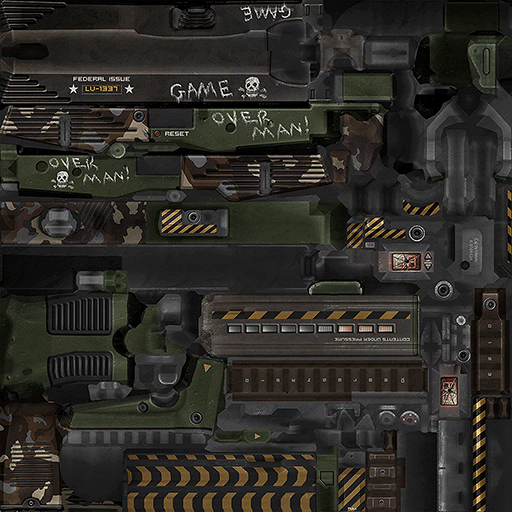 GAME
FEDERAL ISSUE
LV-1337
GAME
OVER
MAN!
RESET
OVER
MAN!
CONTENTS UNDER PRESSURE